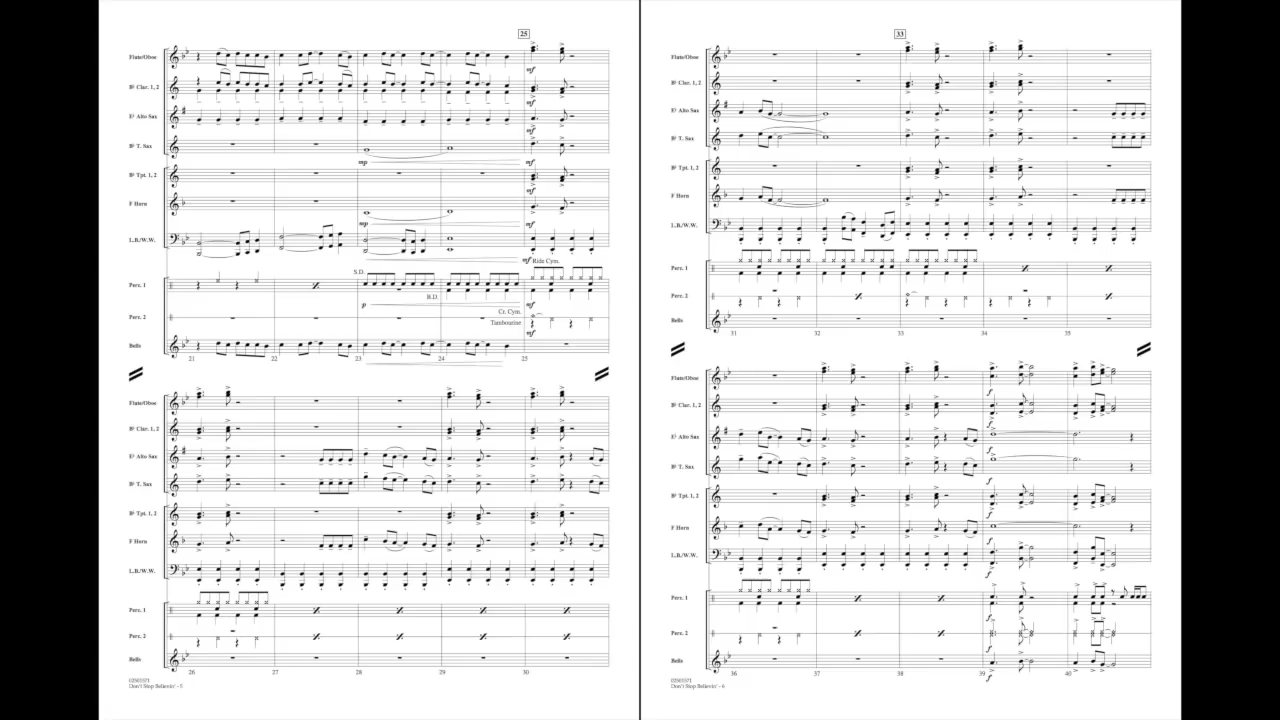 25
Flute/Oboe
B♭ Clar. 1, 2
E♭ Alto Sax
mf
B♭ T. Sax
mp
mf
B♭ Tpt. 1, 2
mf
F Horn
mp
mf
L.B./W.W.
mf
Ride Cym.
S.D.
Perc. 1
B.D.
p
mf
Cr. Cym.
Perc. 2
Tambourine
mf
Bells
21 22 23 24 25
Flute/Oboe
B♭ Clar. 1, 2
E♭ Alto Sax
B♭ T. Sax
B♭ Tpt. 1, 2
F Horn
L.B./W.W.
Perc. 1
Perc. 2
Bells
26 27 28 29 30
02501571
Don't Stop Believin' - 5
33
Flute/Oboe
B♭ Clar. 1, 2
E♭ Alto Sax
B♭ T. Sax
B♭ Tpt. 1, 2
F Horn
L.B./W.W.
Perc. 1
Perc. 2
Bells
31 32 33 34 35
Flute/Oboe
f
B♭ Clar. 1, 2
f
E♭ Alto Sax
f
B♭ T. Sax
f
B♭ Tpt. 1, 2
f
F Horn
f
L.B./W.W.
f
Perc. 1
f
Perc. 2
f
Bells
f
36 37 38 39 40
02501571
Don't Stop Believin' - 6